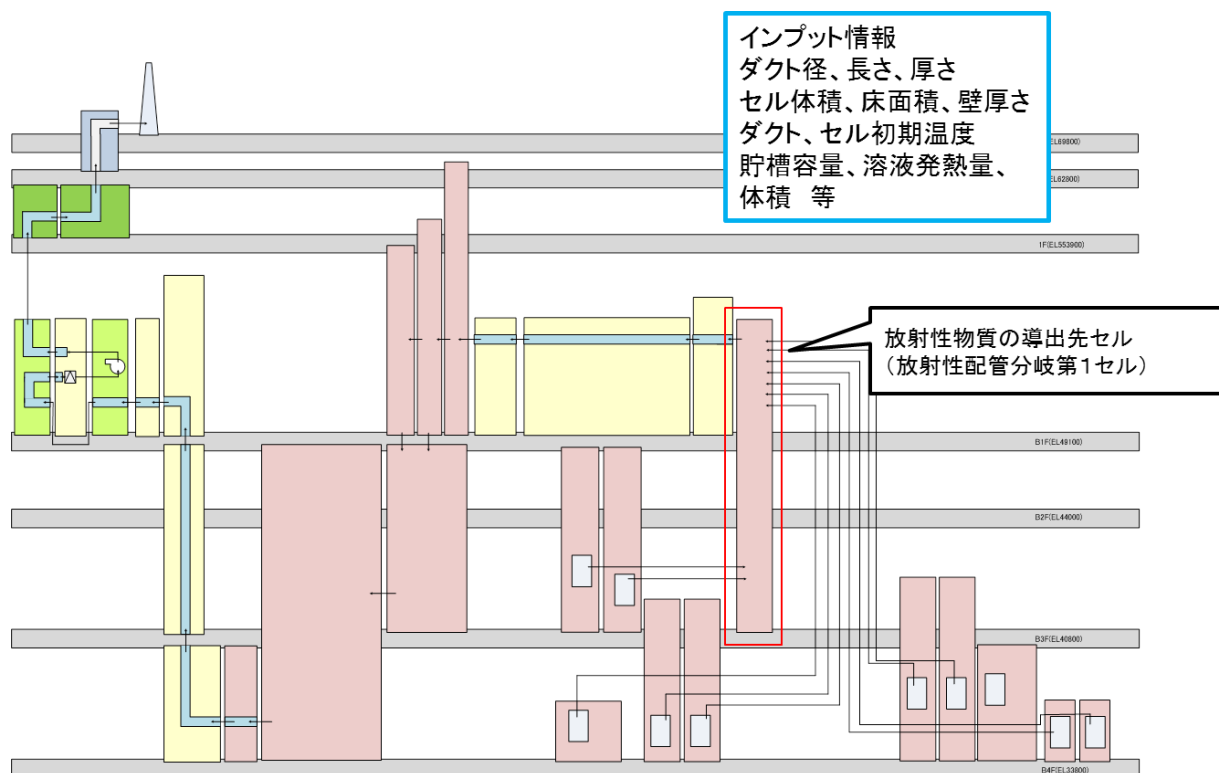 インプット情報
ダクト径、長さ、厚さ
セル体積、床面積、壁厚さ
ダクト、セル初期温度
貯槽容量、溶液発熱量、
体積　等
EL69800)
EL62800)
1F(EL553900)
放射性物質の導出先セル
（放射性配管分岐第１セル）
B1F(EL49100)
B2F(EL44000)
B3F(EL40800)
B4F(EL33800)